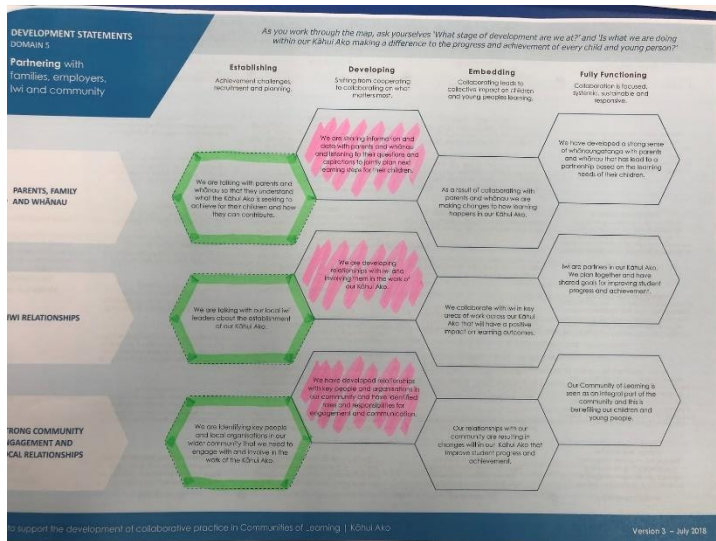 DEVELOPMENT STATEMENTS
DOMAIN 5
Partnering with
families, employers,
Iwi and community
As you work through the map, ask yourselves 'What stage of development are we at?' and 'Is what we are doing
within our Kāhui Ako making a difference to the progress and achievement of every child and young person?'
Establishing
Achievement challenges,
recruitment and planning.
Developing
Shifting from cooperating
to collaborating on what
matters most.
Embedding
Collaborating leads to
collective impact on children
and young peoples learning.
Fully Functioning
Collaboration is focused,
systemic, sustainable and
responsive.
PARENTS, FAMILY
AND WHĀNAU
We are talking with parents and
whānau so that they understand
what the Kāhui Ako is seeking to
achieve for their children and how
they can contribute.
We are sharing information and
data with parents and whānau
and listening to their questions and
aspirations to jointly plan next
learning steps for their children.
As a result of collaborating with
parents and whānau we are
making changes to how learning
happens in our Kāhui Ako.
We have developed a strong sense
of whānaungatanga with parents
and whānau that has lead to a
partnership based on the learning
needs of their children.
IWI RELATIONSHIPS
We are talking with our local iwi
leaders about the establishment
of our Kāhui Ako.
We are developing
relationships with iwi and
involving them in the work of
our Kāhui Ako.
We collaborate with iwi in key
areas of work across our Kāhui
Ako that will have a positive
impact on learning outcomes.
Iwi are partners in our Kāhui Ako.
We plan together and have
shared goals for improving student
progress and achievement.
TRONG COMMUNITY
NGAGEMENT AND
OCAL RELATIONSHIPS
We are identifying key people
and local organisations in our
wider community that we need to
engage with and involve in the
work of the Kāhui Ako.
We have developed relationships
with key people and organisations in
our community and have identified
roles and responsibilities for
engagement and communication.
Our relationships with our
community are resulting in
changes within our Kāhui Ako that
improve student progress and
achievement.
Our Community of Learning is
seen as an integral part of the
community and this is
benefiting our children and
young people.
to support the development of collaborative practice in Communities of Learning | Kāhui Ako
Version 3 – July 2018